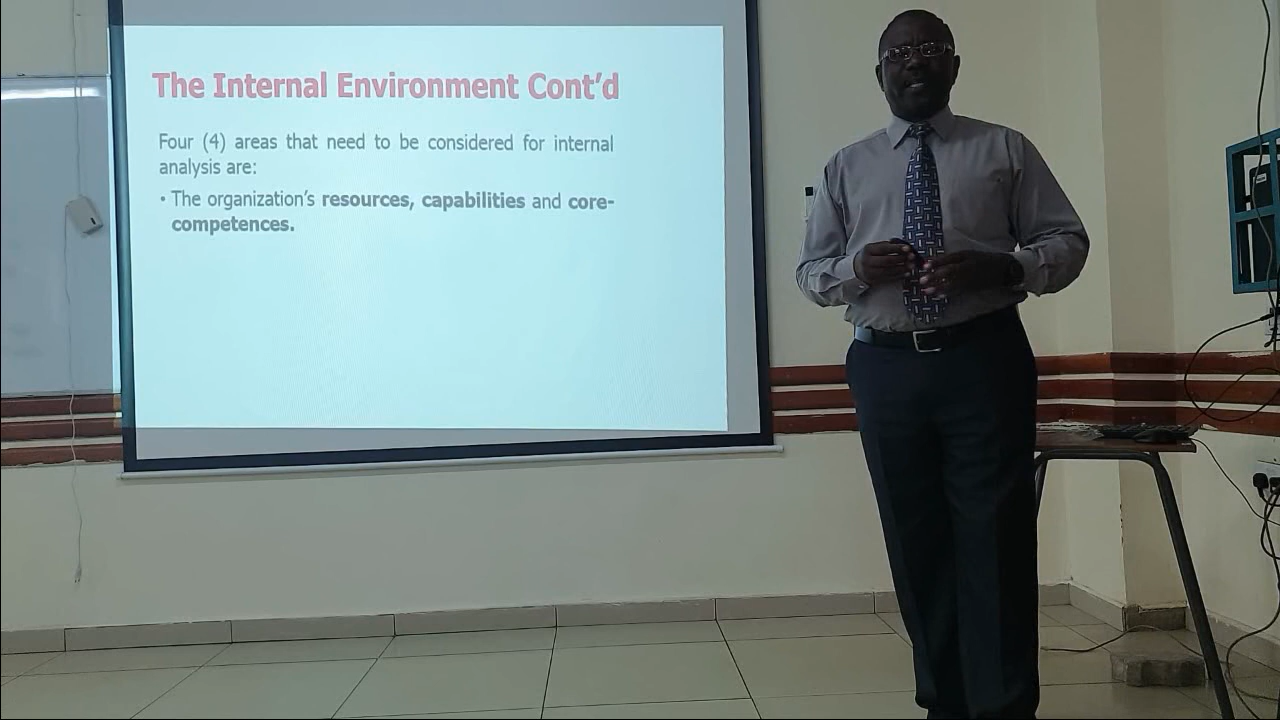 The Internal Environment Cont’d
Four (4) areas that need to be considered for internal
analysis are:
• The organization’s resources, capabilities and core-
competences.